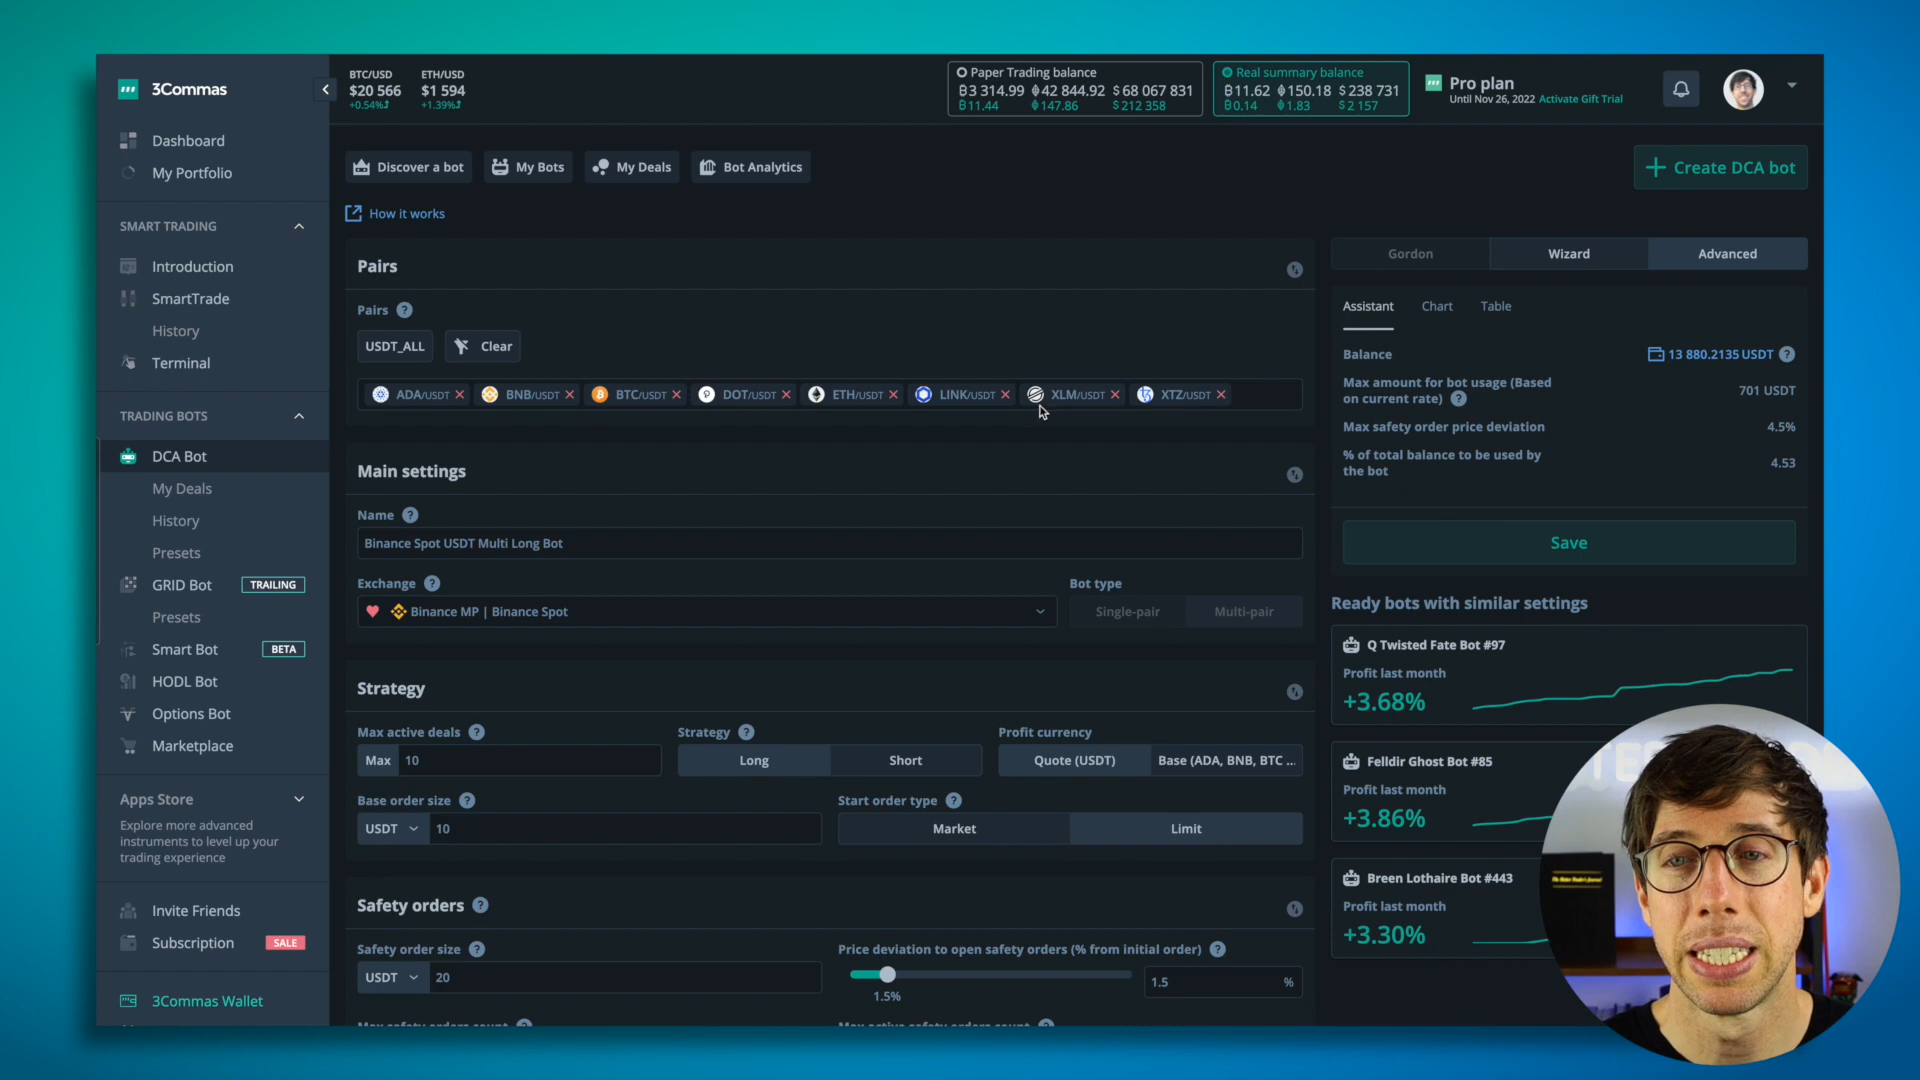 3Commas
BTC/USD
$20 566
+0.54%
ETH/USD
$1 594
+1.39%
Paper Trading balance
₿3 314.99 42 844.92 $68 067 831
₿11.44 147.86 $212 358
Real summary balance
₿11.62 150.18 $238 731
₿0.14 1.83 $2 157
Pro plan
Until Nov 26, 2022 Activate Gift Trial
Dashboard
My Portfolio
SMART TRADING
Introduction
SmartTrade
History
Terminal
TRADING BOTS
DCA Bot
My Deals
History
Presets
GRID Bot TRAILING
Presets
Smart Bot BETA
HODL Bot
Options Bot
Marketplace
Apps Store
Explore more advanced
instruments to level up your
trading experience
Invite Friends
Subscription SALE
3Commas Wallet
Discover a bot
My Bots
My Deals
Bot Analytics
Create DCA bot
How it works
Pairs
Pairs ?
USDT_ALL
Clear
ADA/USDT
BNB/USDT
BTC/USDT
DOT/USDT
ETH/USDT
LINK/USDT
XLM/USDT
XTZ/USDT
Main settings
Name ?
Binance Spot USDT Multi Long Bot
Exchange ?
Binance MP | Binance Spot
Bot type
Single-pair
Multi-pair
Strategy
Max active deals ?
Max 10
Strategy ?
Long
Short
Profit currency
Quote (USDT)
Base (ADA, BNB, BTC ...
Base order size ?
USDT 10
Start order type ?
Market
Limit
Safety orders ?
Safety order size ?
USDT 20
Price deviation to open safety orders (% from initial order) ?
1.5%
1.5 %
Max safety orders count
Max active safety orders count
Gordon
Wizard
Advanced
Assistant
Chart
Table
Balance
13 880.2135 USDT ?
Max amount for bot usage (Based
on current rate) ?
701 USDT
Max safety order price deviation
4.5%
% of total balance to be used by
the bot
4.53
Save
Ready bots with similar settings
Q Twisted Fate Bot #97
Profit last month
+3.68%
Felldir Ghost Bot #85
Profit last month
+3.86%
Breen Lothaire Bot #443
Profit last month
+3.30%